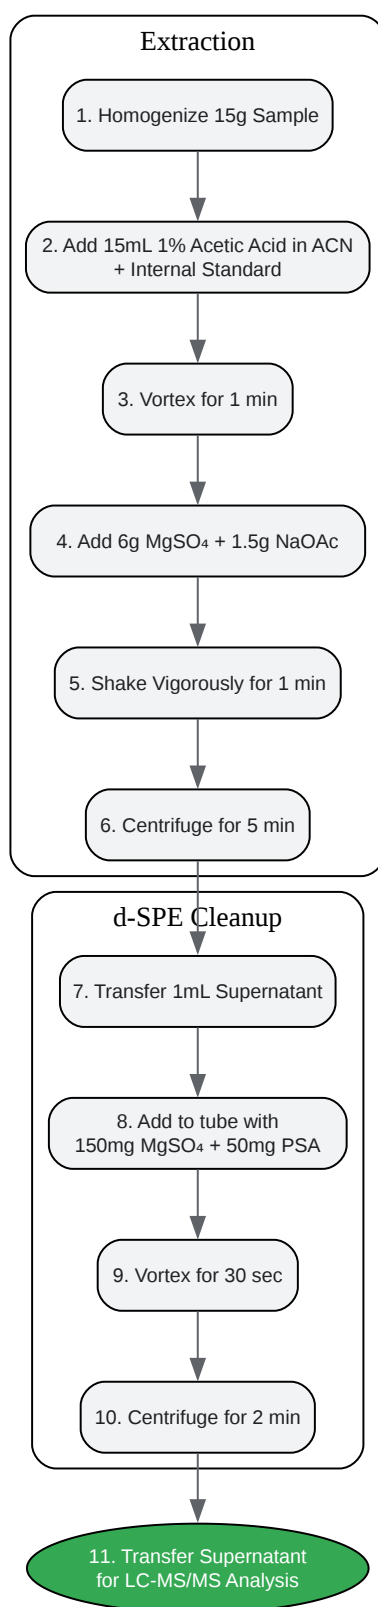 Extraction
1. Homogenize 15g Sample
2. Add 15mL 1% Acetic Acid in ACN
+ Internal Standard
3. Vortex for 1 min
4. Add 6g MgSO₄ + 1.5g NaOAc
5. Shake Vigorously for 1 min
6. Centrifuge for 5 min
d-SPE Cleanup
7. Transfer 1mL Supernatant
8. Add to tube with
150mg MgSO₄ + 50mg PSA
9. Vortex for 30 sec
10. Centrifuge for 2 min
11. Transfer Supernatant
for LC-MS/MS Analysis